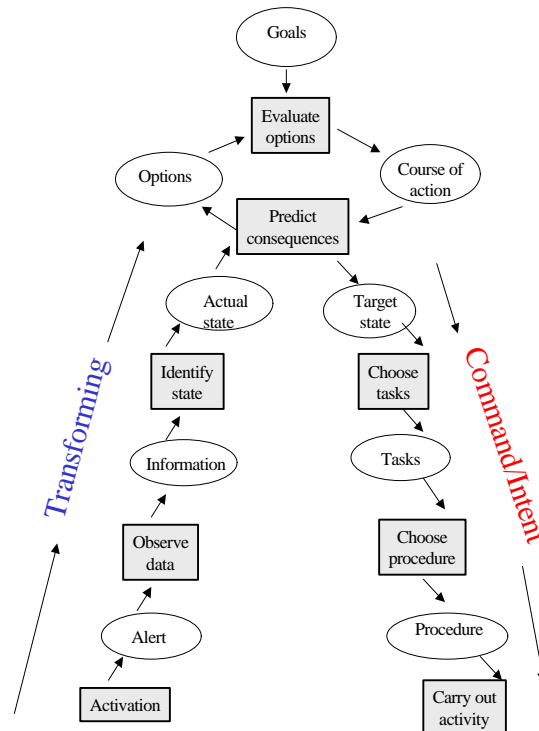 Goals
Evaluate
options
Options
Course of
action
Predict
consequences
Actual
state
Target
state
Identify
state
Choose
tasks
Information
Tasks
Observe
data
Choose
procedure
Alert
Procedure
Activation
Carry out
activity
Transforming
Command/Intent